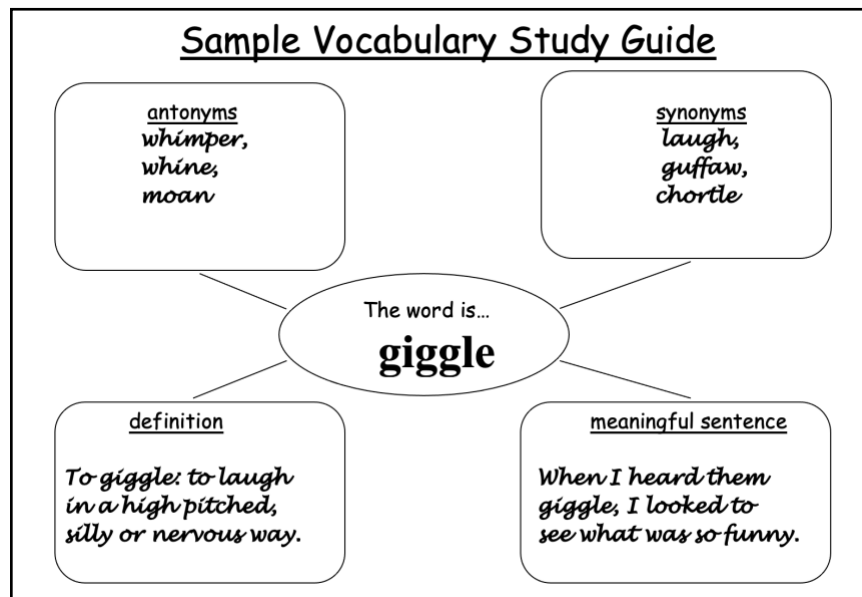 Sample Vocabulary Study Guide
antonyms
whimper,
whine,
moan
synonyms
laugh,
guffaw,
chortle
The word is...
giggle
definition
To giggle: to laugh
in a high pitched,
silly or nervous way.
meaningful sentence
When I heard them
giggle, I looked to
see what was so funny.